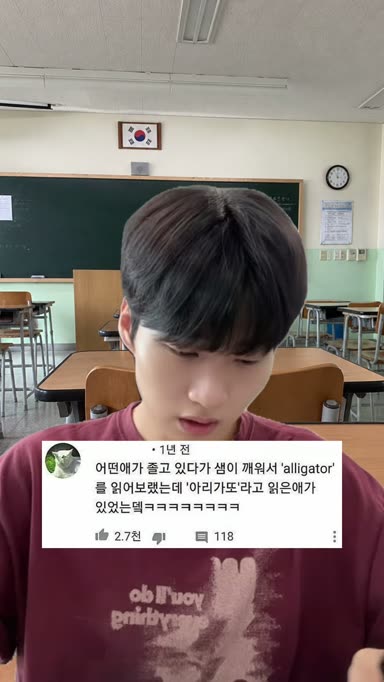 • 1년 전
어떤애가 졸고 있다가 샘이 깨워서 'alligator'
를 읽어보랬는데 '아리가또'라고 읽은애가
있었는뎈ㅋㅋㅋㅋㅋㅋㅋㅋ
2.7천 118
you'll do
everything